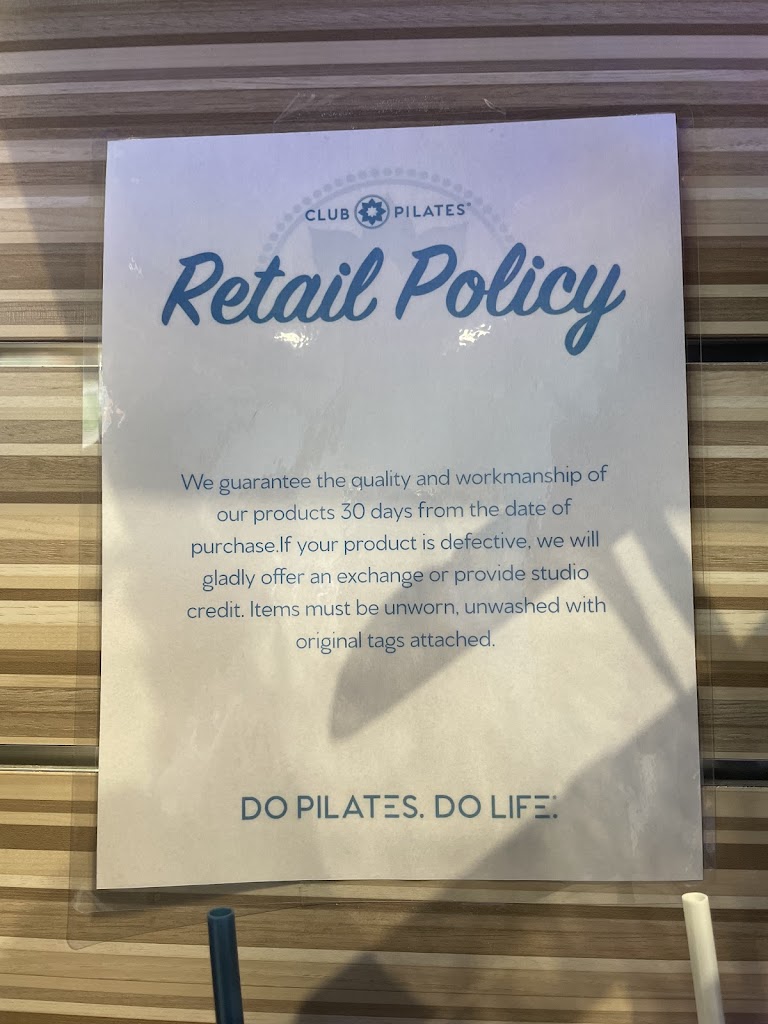 CLUB PILATES®
Retail Policy
We guarantee the quality and workmanship of
our products 30 days from the date of
purchase.If your product is defective, we will
gladly offer an exchange or provide studio
credit. Items must be unworn, unwashed with
original tags attached.
DO PILATES. DO LIFE.®